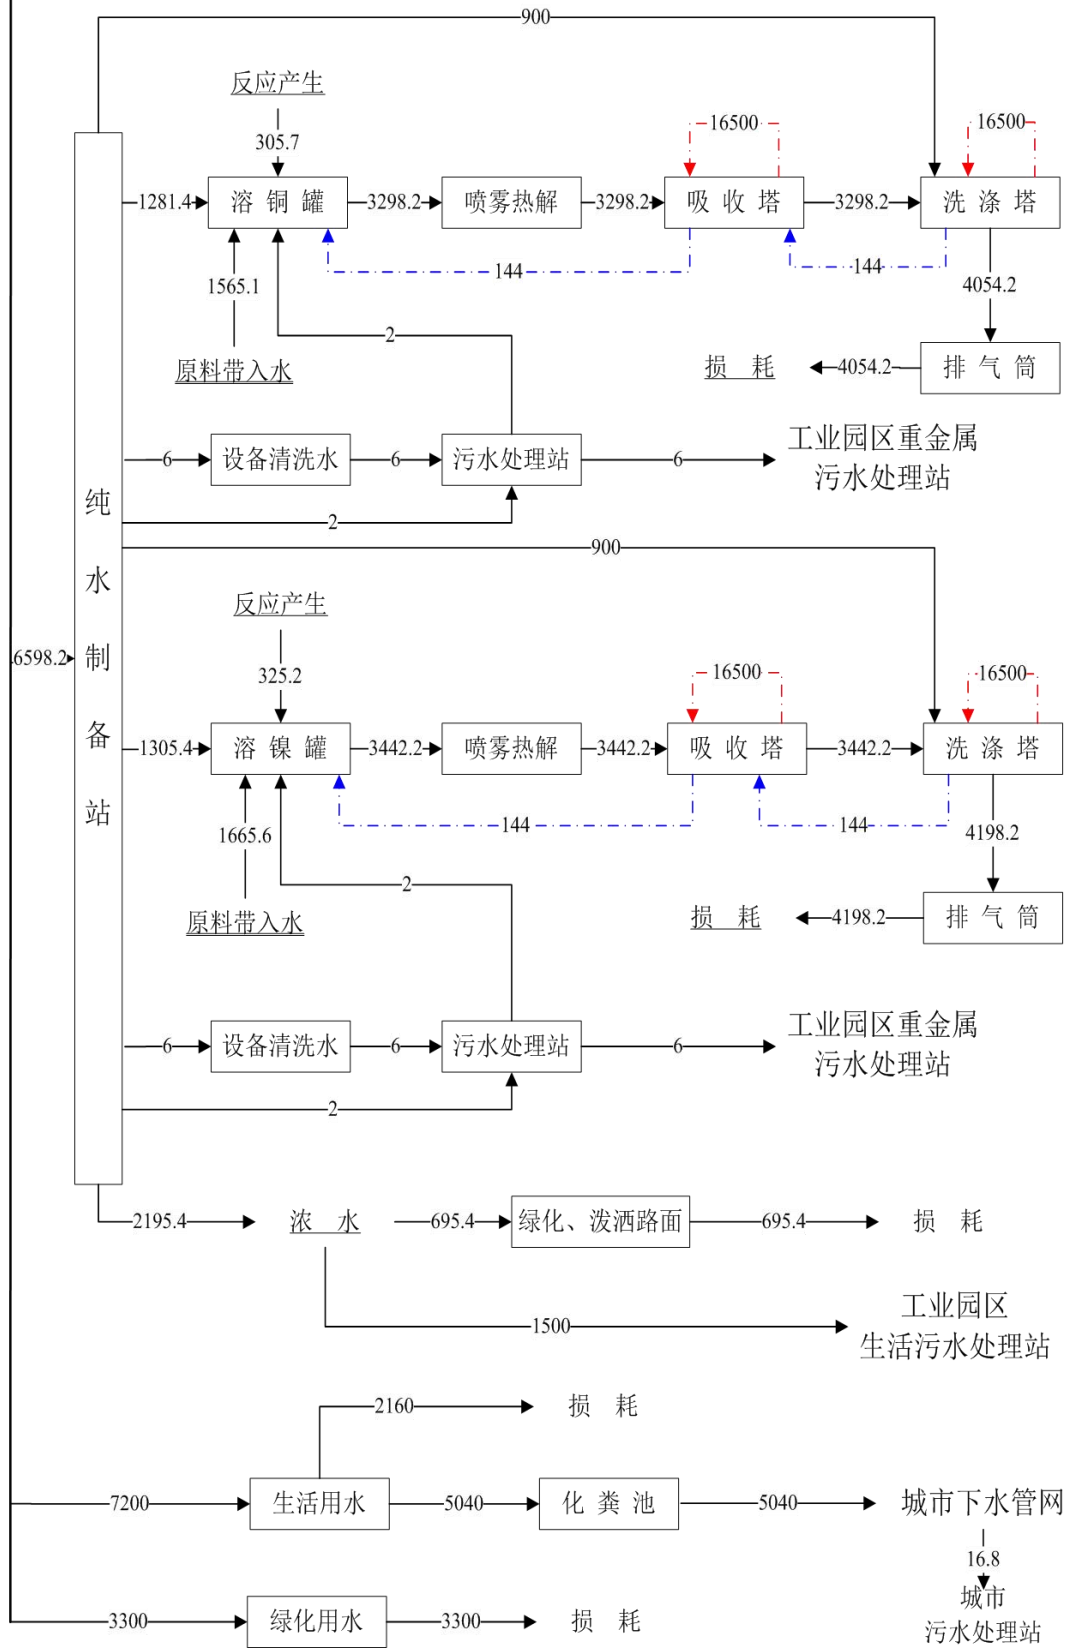 900
反应产生
305.7
16500
16500
1281.4
溶铜罐
3298.2
喷雾热解
3298.2
吸收塔
3298.2
洗涤塔
144
144
1565.1
4054.2
2
原料带入水
损耗
4054.2
排气筒
6
设备清洗水
6
污水处理站
6
工业园区重金属
污水处理站
2
纯水制备站
900
反应产生
6598.2
325.2
16500
16500
1305.4
溶镍罐
3442.2
喷雾热解
3442.2
吸收塔
3442.2
洗涤塔
144
144
1665.6
4198.2
2
原料带入水
损耗
4198.2
排气筒
6
设备清洗水
6
污水处理站
6
工业园区重金属
污水处理站
2
2195.4
浓水
695.4
绿化、泼洒路面
695.4
损耗
1500
工业园区
生活污水处理站
2160
损耗
7200
生活用水
5040
化粪池
5040
城市下水管网
16.8
城市
污水处理站
3300
绿化用水
3300
损耗